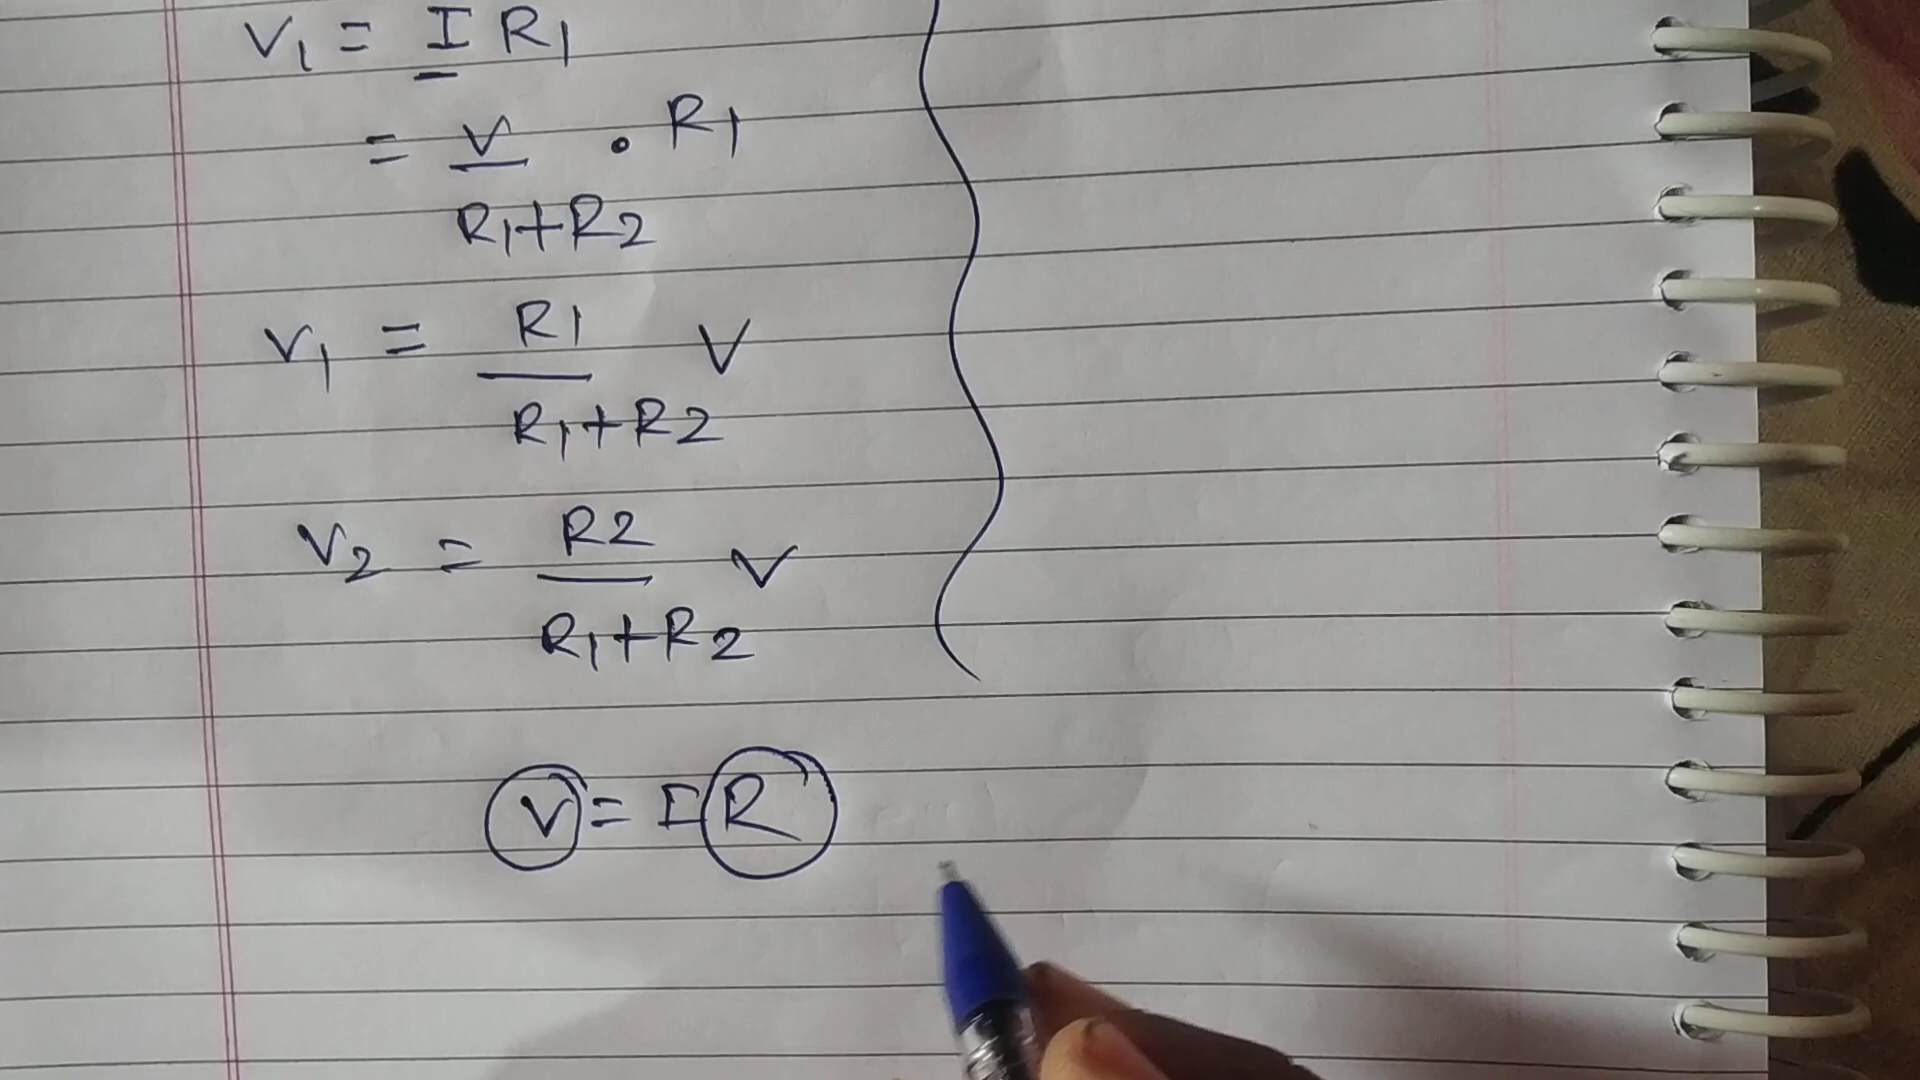 V1 = I R1
= V . R1
R1+R2
V1 = R1 V
R1+R2
V2 = R2 V
R1+R2
V = IR